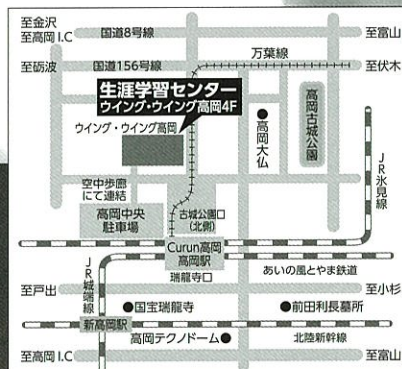 至金沢
至高岡I.C
国道8号線
至富山
万葉線
至砺波
国道156号線
至伏木
生涯学習センター
ウイング・ウイング高岡4F
ウイング・ウイング高岡
高岡大仏
高岡古城公園
JR氷見線
空中歩廊
にて連結
高岡中央
駐車場
古城公園口
(北側)
Curun高岡
高岡駅
瑞龍寺口
あいの風とやま鉄道
JR城端線
至戸出
至小杉
国宝瑞龍寺
前田利長墓所
新高岡駅
高岡テクノドーム
北陸新幹線
至高岡I.C
至富山